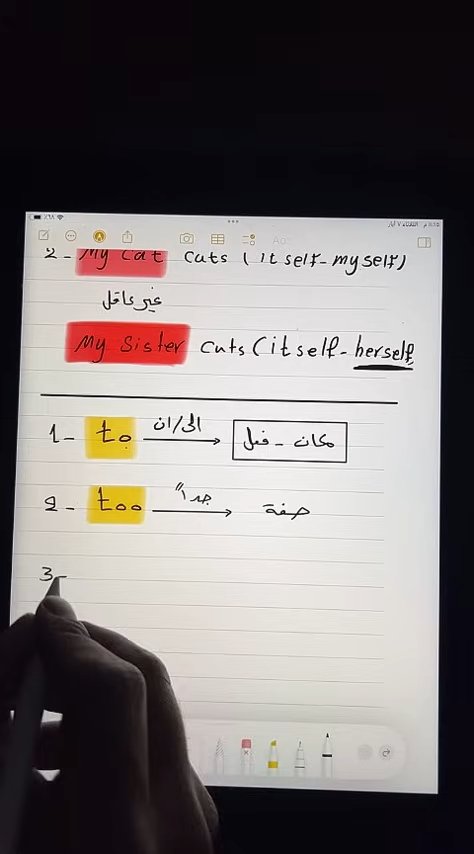 2- My cat cuts (itself-myself)
غير عاقل
My Sister cuts (itself-herself
1- to الى/ان مكان - فعل
2- too جداً صفة
3-